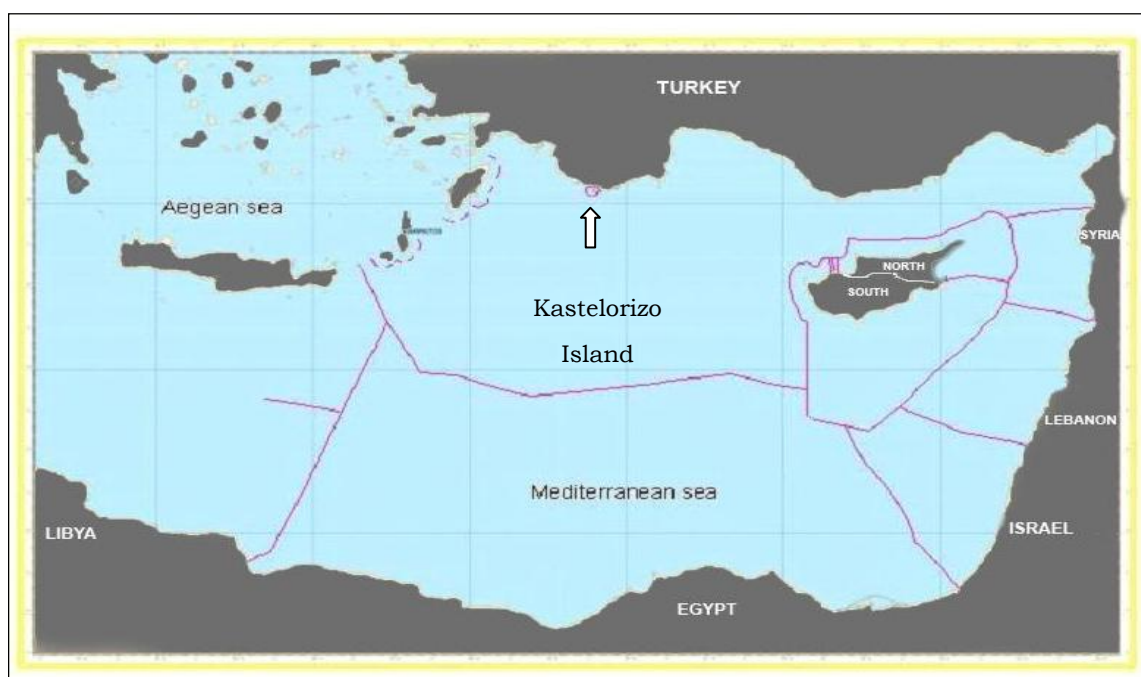 TURKEY
Aegean sea
SYRIA
NORTH
SOUTH
Kastelorizo
Island
LEBANON
Mediterranean sea
LIBYA
ISRAEL
EGYPT